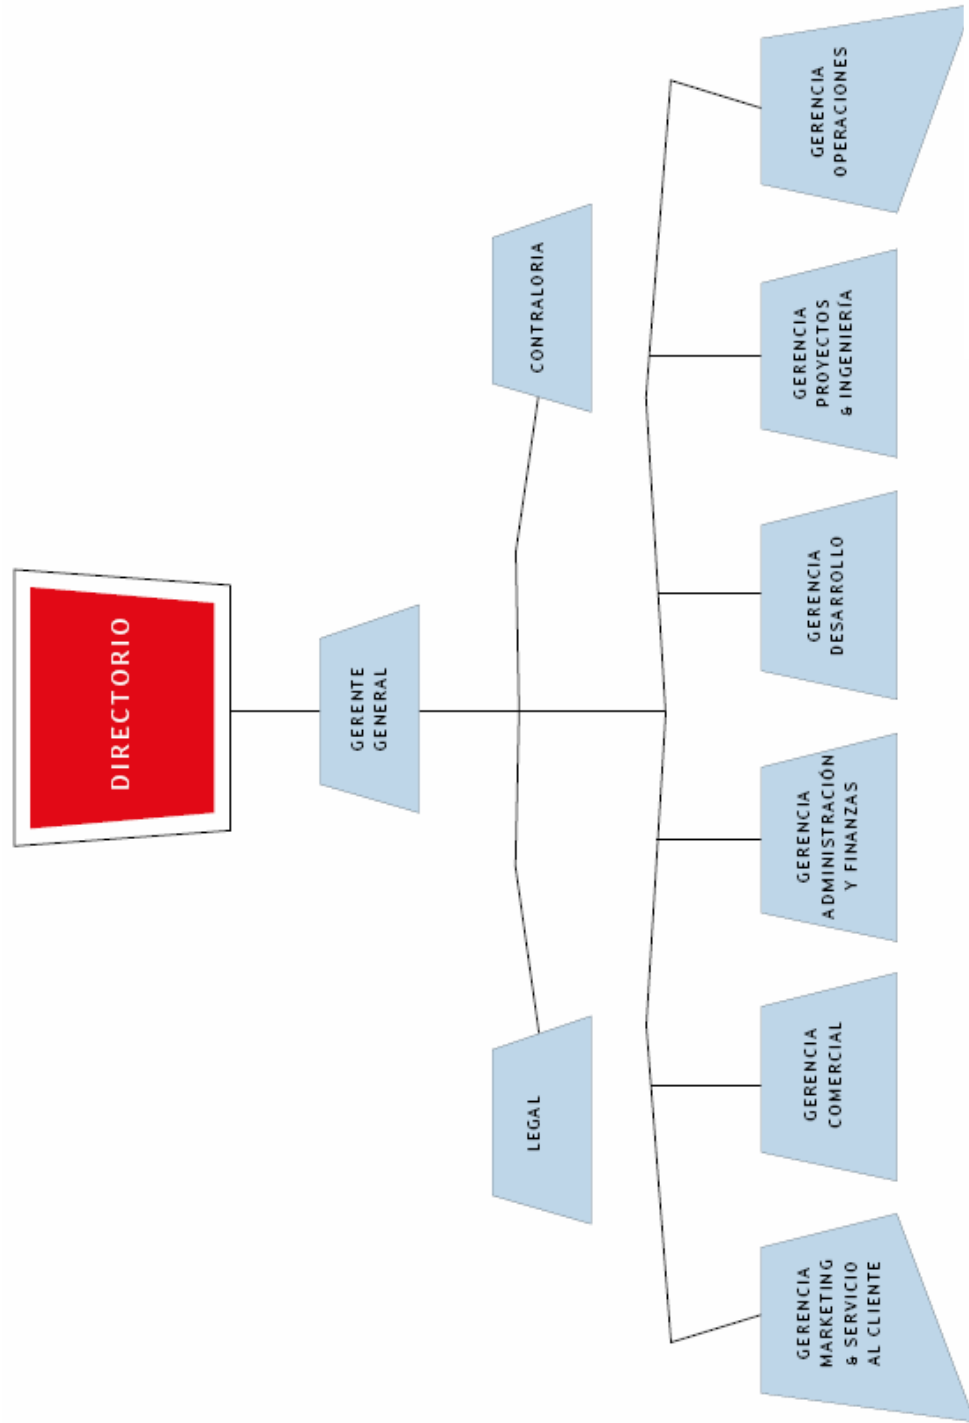 DIRECTORIO
GERENTE
GENERAL
LEGAL
CONTRALORIA
GERENCIA
MARKETING
& SERVICIO
AL CLIENTE
GERENCIA
COMERCIAL
GERENCIA
ADMINISTRACIÓN
Y FINANZAS
GERENCIA
DESARROLLO
GERENCIA
PROYECTOS
& INGENIERÍA
GERENCIA
OPERACIONES